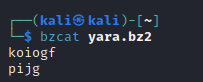 ┌──(kali㉿kali)-[~]
└─$ bzcat yara.bz2
koiogf
pijg